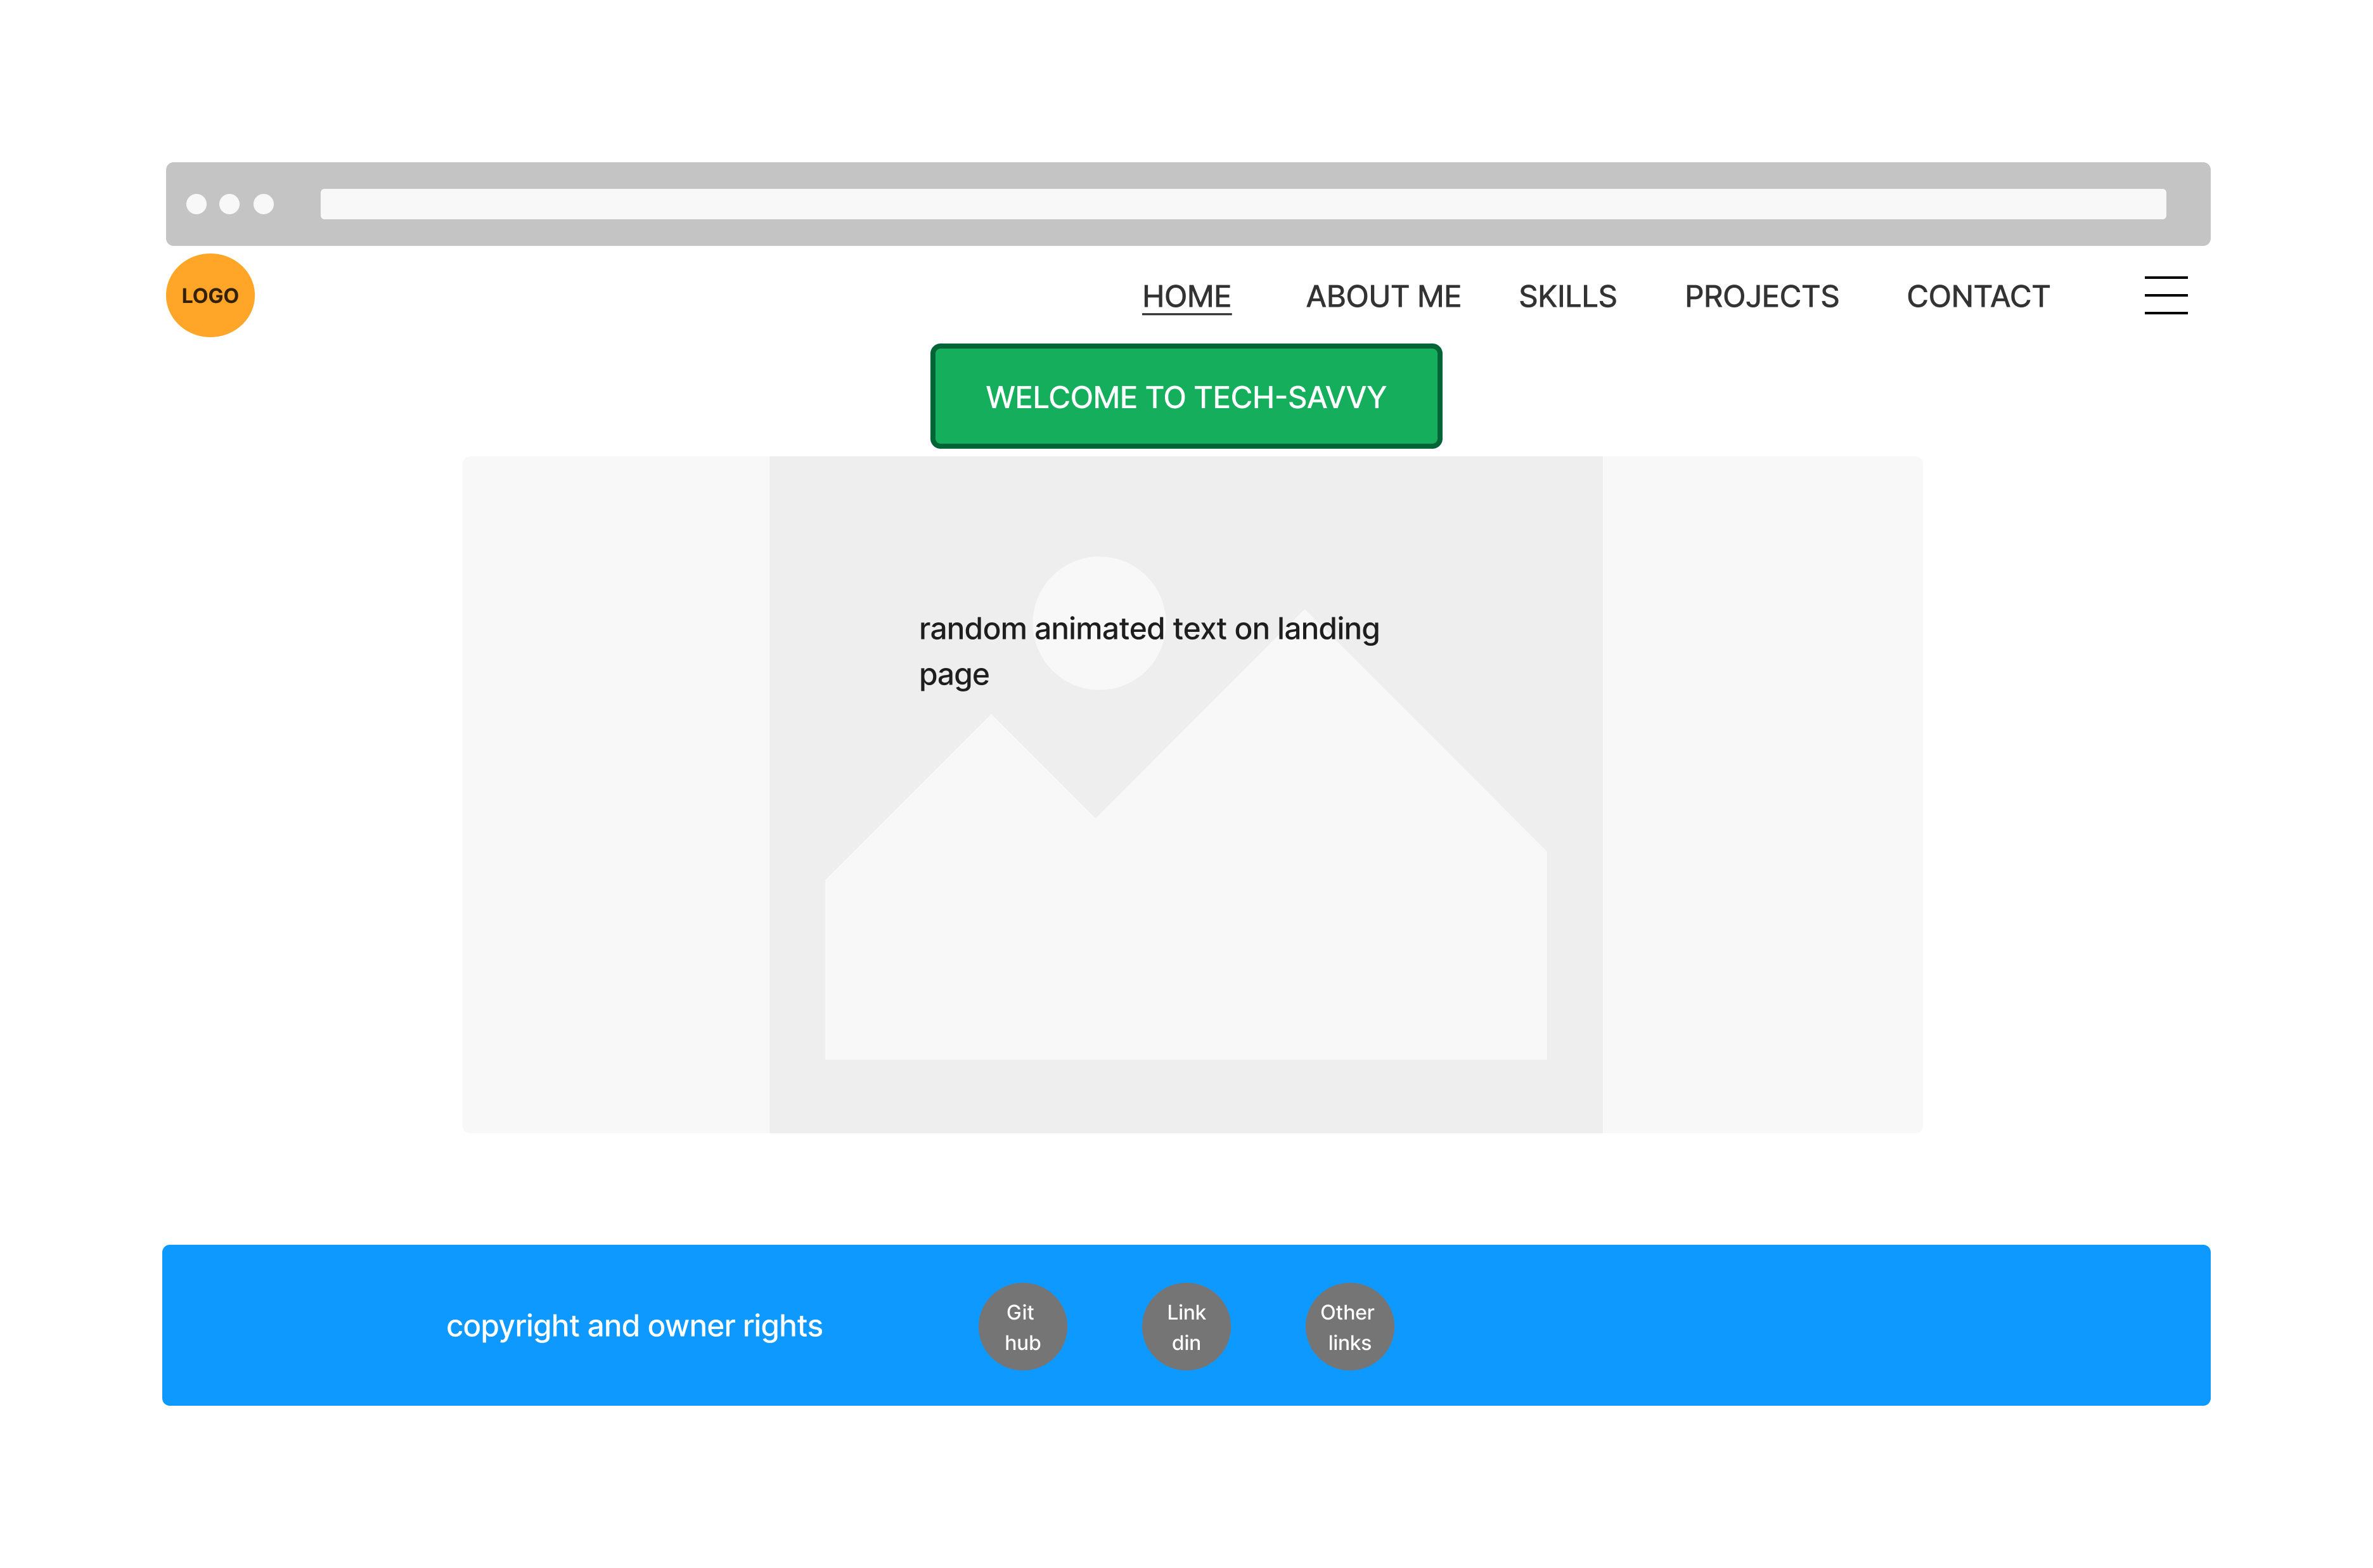 LOGO
HOME ABOUT ME SKILLS PROJECTS CONTACT
WELCOME TO TECH-SAVVY
random animated text on landing
page
copyright and owner rights
Git
hub
Link
din
Other
links